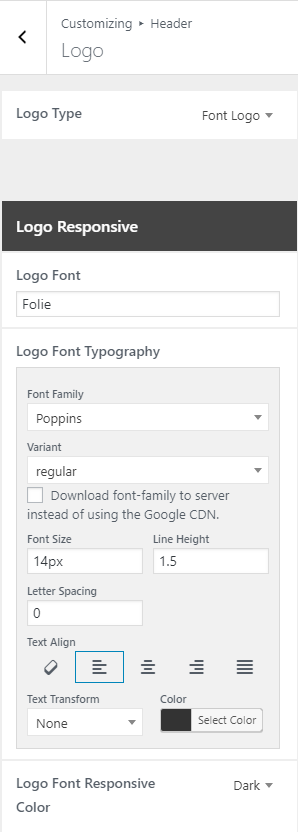 Customizing ▸ Header
Logo
Logo Type
Font Logo
Logo Responsive
Logo Font
Folie
Logo Font Typography
Font Family
Poppins
Variant
regular
Download font-family to server
instead of using the Google CDN.
Font Size Line Height
14px 1.5
Letter Spacing
0
Text Align
Text Transform Color
None Select Color
Logo Font Responsive Dark
Color